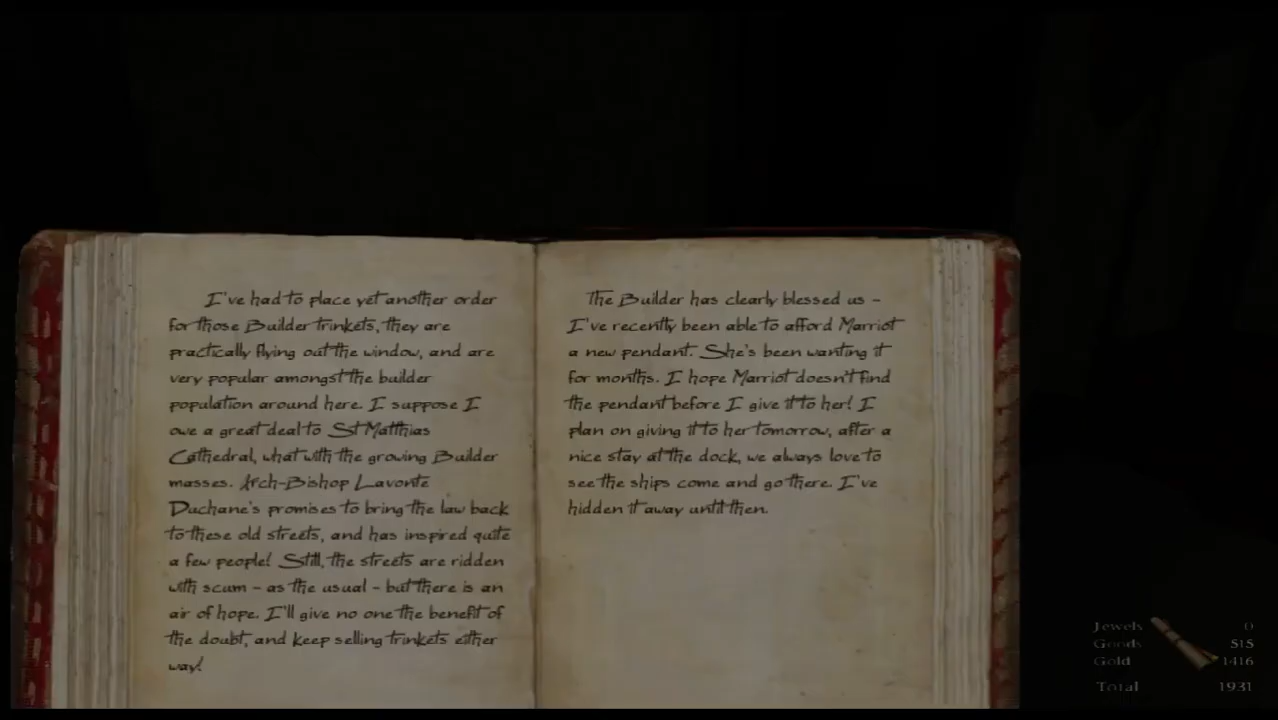 I've had to place yet another order
for those Builder trinkets, they are
practically flying out the window, and are
very popular amongst the builder
population around here. I suppose I
owe a great deal to St Matthias
Cathedral, what with the growing Builder
masses. Arch-Bishop Lavonte
Duchane's promises to bring the law back
to these old streets, and has inspired quite
a few people! Still, the streets are ridden
with scum - as the usual - but there is an
air of hope. I'll give no one the benefit of
the doubt, and keep selling trinkets either
way!
The Builder has clearly blessed us -
I've recently been able to afford Marriot
a new pendant. She's been wanting it
for months. I hope Marriot doesn't find
the pendant before I give it to her! I
plan on giving it to her tomorrow, after a
nice stay at the dock, we always love to
see the ships come and go there. I've
hidden it away until then.
Jewels 0
Goods 515
Gold 1416
Total 1931